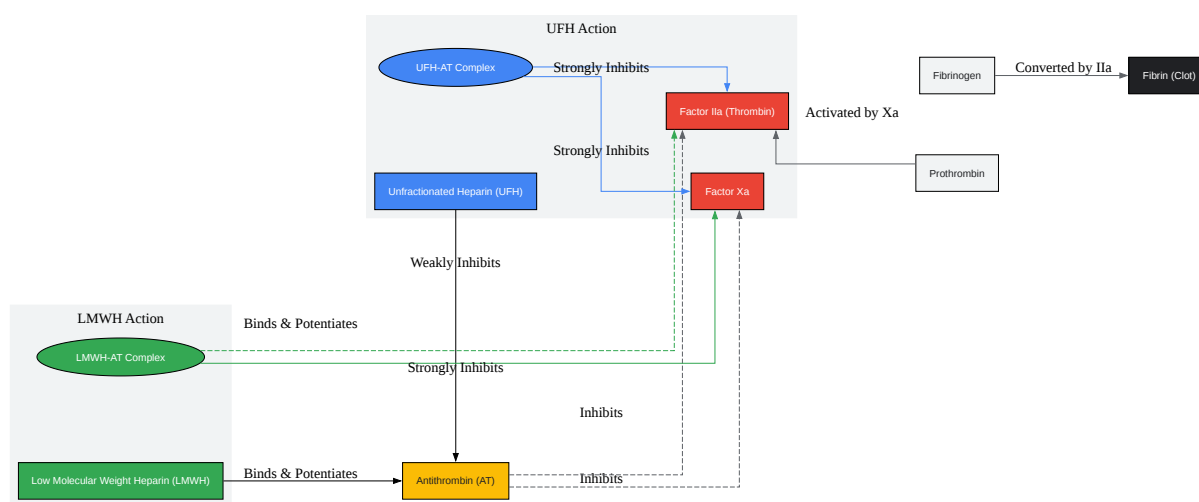 UFH Action
UFH-AT Complex
Strongly Inhibits
Fibrinogen
Converted by IIa
Fibrin (Clot)
Factor IIa (Thrombin)
Activated by Xa
Strongly Inhibits
Prothrombin
Unfractionated Heparin (UFH)
Factor Xa
Weakly Inhibits
LMWH Action
Binds & Potentiates
LMWH-AT Complex
Strongly Inhibits
Inhibits
Low Molecular Weight Heparin (LMWH)
Binds & Potentiates
Antithrombin (AT)
Inhibits